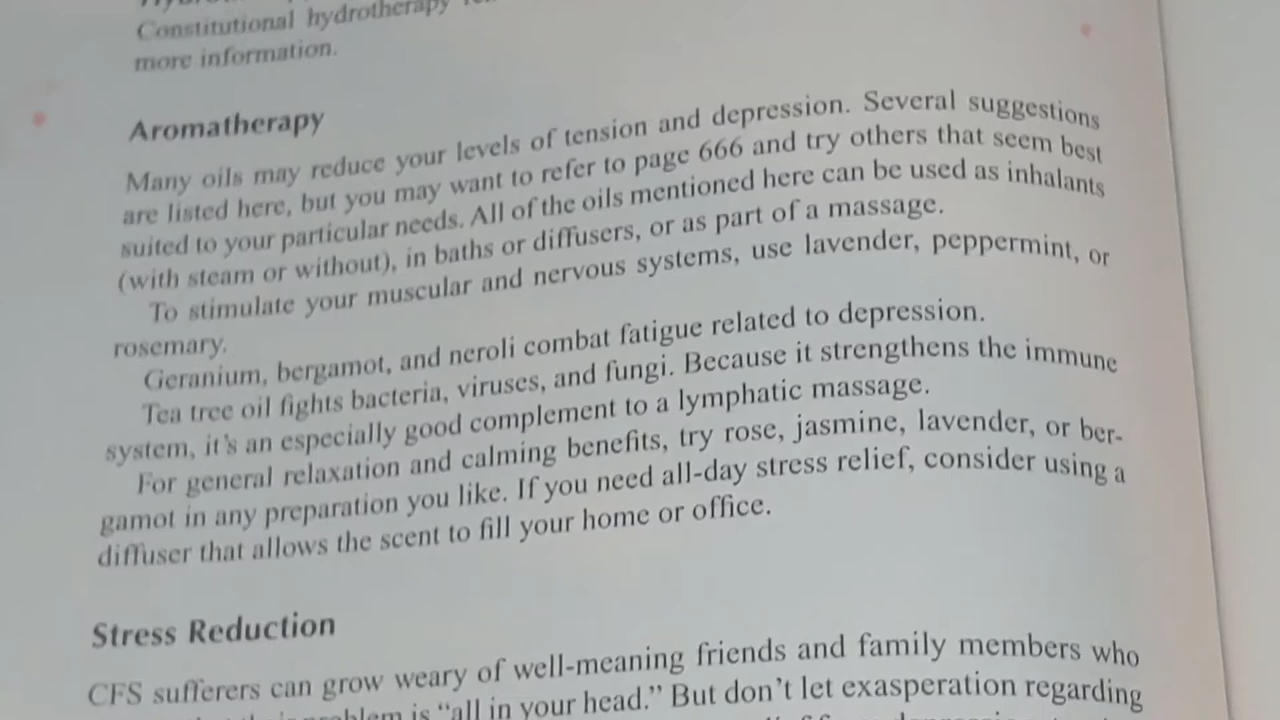 Constitutional hydrotherapy
more information.
Aromatherapy
Many oils may reduce your levels of tension and depression. Several suggestions
are listed here, but you may want to refer to page 666 and try others that seem best
suited to your particular needs. All of the oils mentioned here can be used as inhalants
(with steam or without), in baths or diffusers, or as part of a massage.
To stimulate your muscular and nervous systems, use lavender, peppermint, or
rosemary.
Geranium, bergamot, and neroli combat fatigue related to depression.
Tea tree oil fights bacteria, viruses, and fungi. Because it strengthens the immune
system, it's an especially good complement to a lymphatic massage.
For general relaxation and calming benefits, try rose, jasmine, lavender, or ber-
gamot in any preparation you like. If you need all-day stress relief, consider using a
diffuser that allows the scent to fill your home or office.
Stress Reduction
CFS sufferers can grow weary of well-meaning friends and family members who
problem is “all in your head.” But don't let exasperation regarding